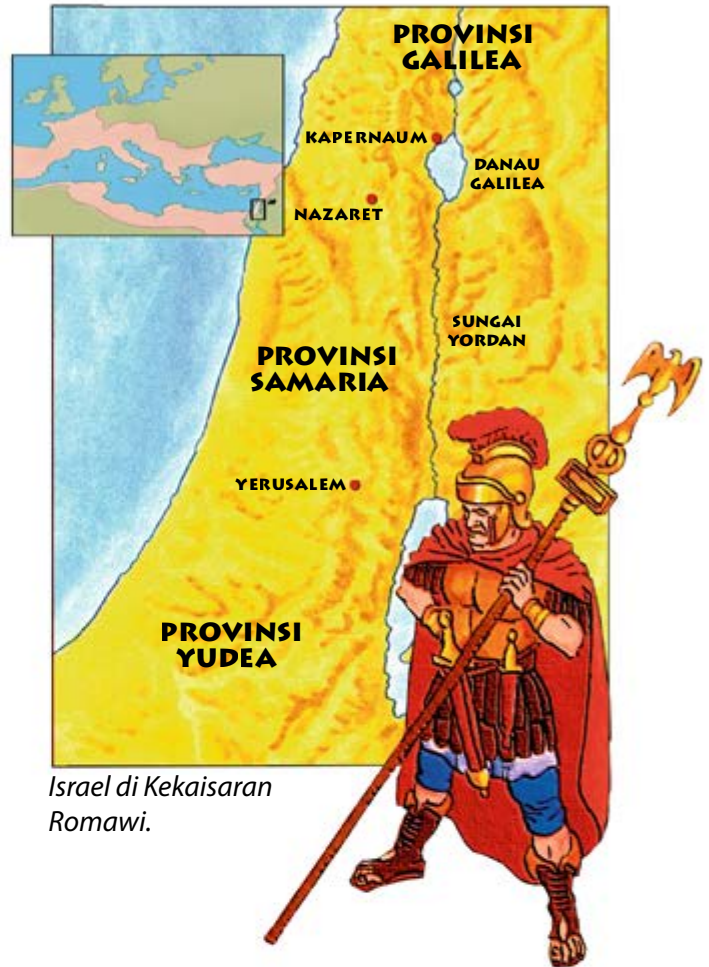 PROVINSI
GALILEA
KAPERNAUM
DANAU
GALILEA
NAZARET
SUNGAI
YORDAN
PROVINSI
SAMARIA
YERUSALEM
PROVINSI
YUDEA
Israel di Kekaisaran
Romawi.